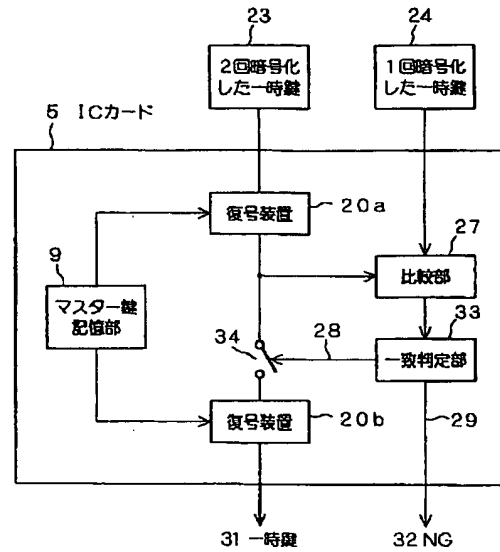 23
24
2回暗号化
した一時鍵
1回暗号化
した一時鍵
5 ICカード
復号装置
20a
27
9
比較部
マスター鍵
記憶部
33
34
28
一致判定部
復号装置
20b
29
31 一時鍵
32 NG